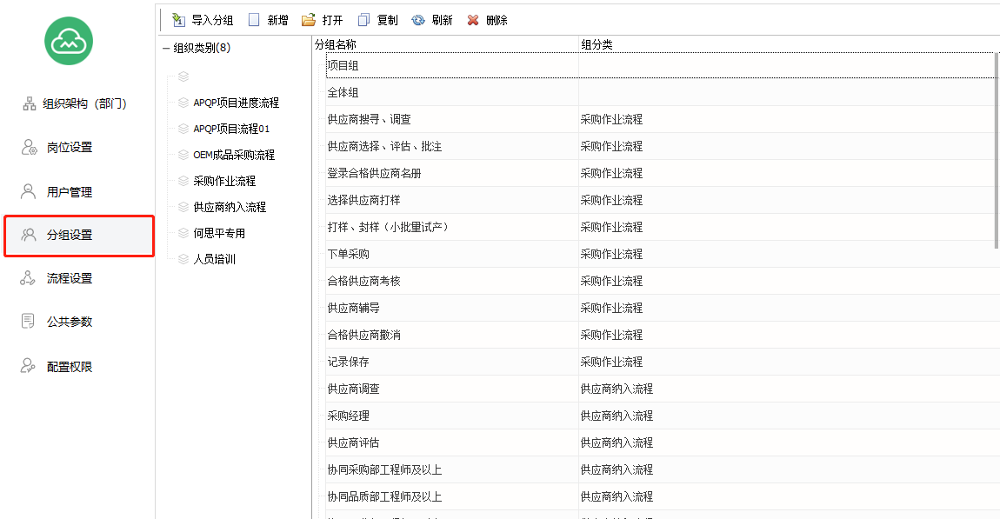 导入分组 新增 打开 复制 刷新 删除
组织架构（部门）
岗位设置
用户管理
分组设置
流程设置
公共参数
配置权限
组织类别(8)
APQP项目进度流程
APQP项目流程01
OEM成品采购流程
采购作业流程
供应商纳入流程
何思平专用
人员培训
分组名称 组分类
项目组
全体组
供应商搜寻、调查 采购作业流程
供应商选择、评估、批注 采购作业流程
登录合格供应商名册 采购作业流程
选择供应商打样 采购作业流程
打样、封样（小批量试产） 采购作业流程
下单采购 采购作业流程
合格供应商考核 采购作业流程
供应商辅导 采购作业流程
合格供应商撤消 采购作业流程
记录保存 采购作业流程
供应商调查 供应商纳入流程
采购经理 供应商纳入流程
供应商评估 供应商纳入流程
协同采购部工程师及以上 供应商纳入流程
协同品质部工程师及以上 供应商纳入流程